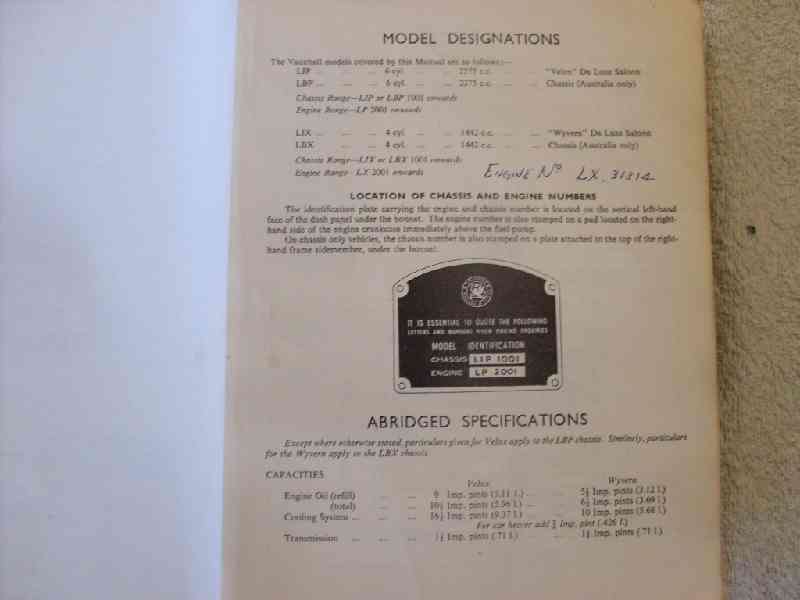 MODEL DESIGNATIONS
The Vauxhall models covered by this Manual are as follows:—
LIP ... ... ... 6 cyl. ... ... 2275 c.c. ... ... "Velox" De Luxe Saloon
LBP ... ... ... 6 cyl. ... ... 2275 c.c. ... ... Chassis (Australia only)
Chassis Range—LIP or LBP 1001 onwards
Engine Range—LP 2001 onwards
LIX ... ... ... 4 cyl. ... ... 1442 c.c. ... ... "Wyvern" De Luxe Saloon
LBX ... ... ... 4 cyl. ... ... 1442 c.c. ... ... Chassis (Australia only)
Chassis Range—LIX or LBX 1001 onwards
Engine Range—LX 2001 onwards
ENGINE No LX 31314
LOCATION OF CHASSIS AND ENGINE NUMBERS
The identification plate carrying the engine and chassis number is located on the vertical left-hand
face of the dash panel under the bonnet. The engine number is also stamped on a pad located on the right-
hand side of the engine crankcase immediately above the fuel pump.
On chassis only vehicles, the chassis number is also stamped on a plate attached to the top of the right-
hand frame sidemember, under the bonnet.
IT IS ESSENTIAL TO QUOTE THE FOLLOWING
LETTERS AND NUMBERS WHEN MAKING ENQUIRIES
MODEL IDENTIFICATION
CHASSIS LIP 1001
ENGINE LP 2001
ABRIDGED SPECIFICATIONS
Except where otherwise stated, particulars given for Velox apply to the LBP chassis. Similarly, particulars
for the Wyvern apply to the LBX chassis.
CAPACITIES
Velox Wyvern
Engine Oil (refill) ... ... 9 Imp. pints (5.11 l.) ... 5½ Imp. pints (3.12 l.)
(total) ... ... Imp. pints ... 6½ Imp. pints (3.69 l.)
Cooling System ... ... 16½ Imp. pints (9.37 l.) ... 10 Imp. pints (5.68 l.)
For car heater add ¾ Imp. pint (.426 l.)
Transmission ... ... ... 1¼ Imp. pints (.71 l.) ... 1¼ Imp. pints (.71 l.)